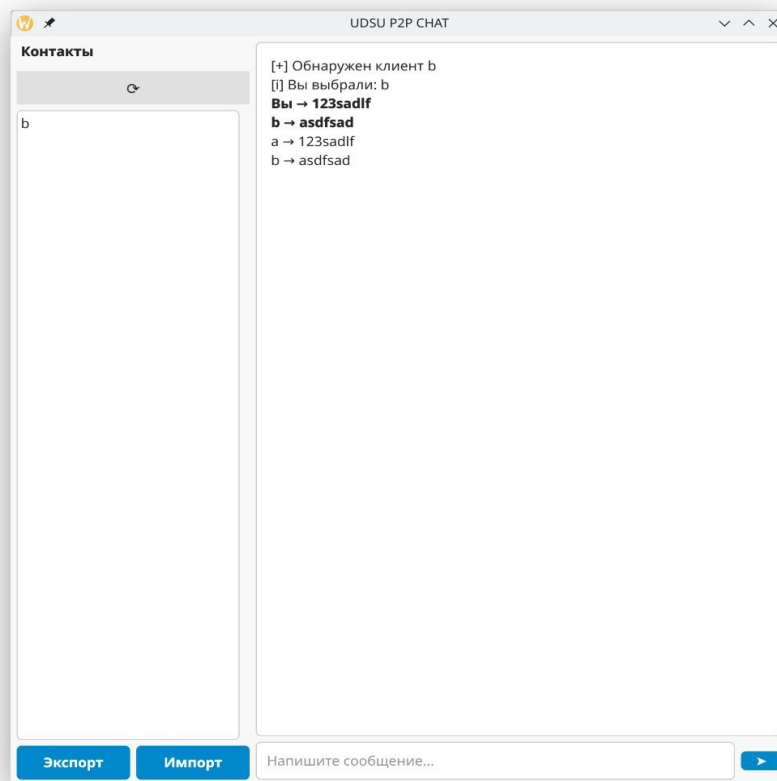 UDSU P2P CHAT
Контакты
b
[+] Обнаружен клиент b
[i] Вы выбрали: b
Вы → 123sadlf
b → asdfsad
a → 123sadlf
b → asdfsad
Экспорт
Импорт
Напишите сообщение...